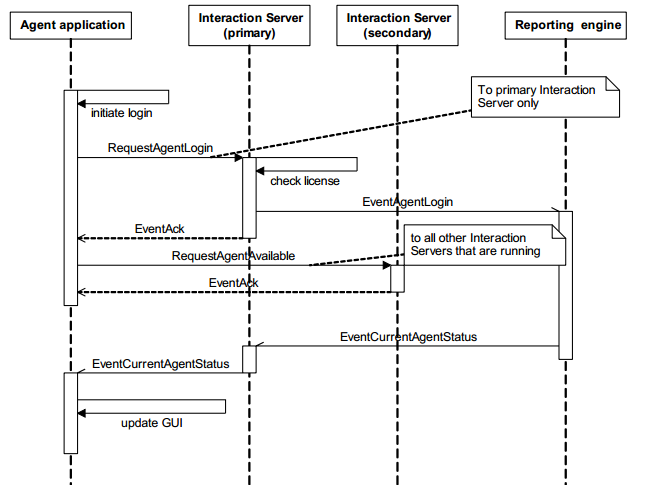 Agent application
Interaction Server
(primary)
Interaction Server
(secondary)
Reporting engine
To primary Interaction
Server only
initiate login
RequestAgentLogin
check license
EventAgentLogin
EventAck
to all other Interaction
Servers that are running
RequestAgentAvailable
EventAck
EventCurrentAgentStatus
EventCurrentAgentStatus
update GUI